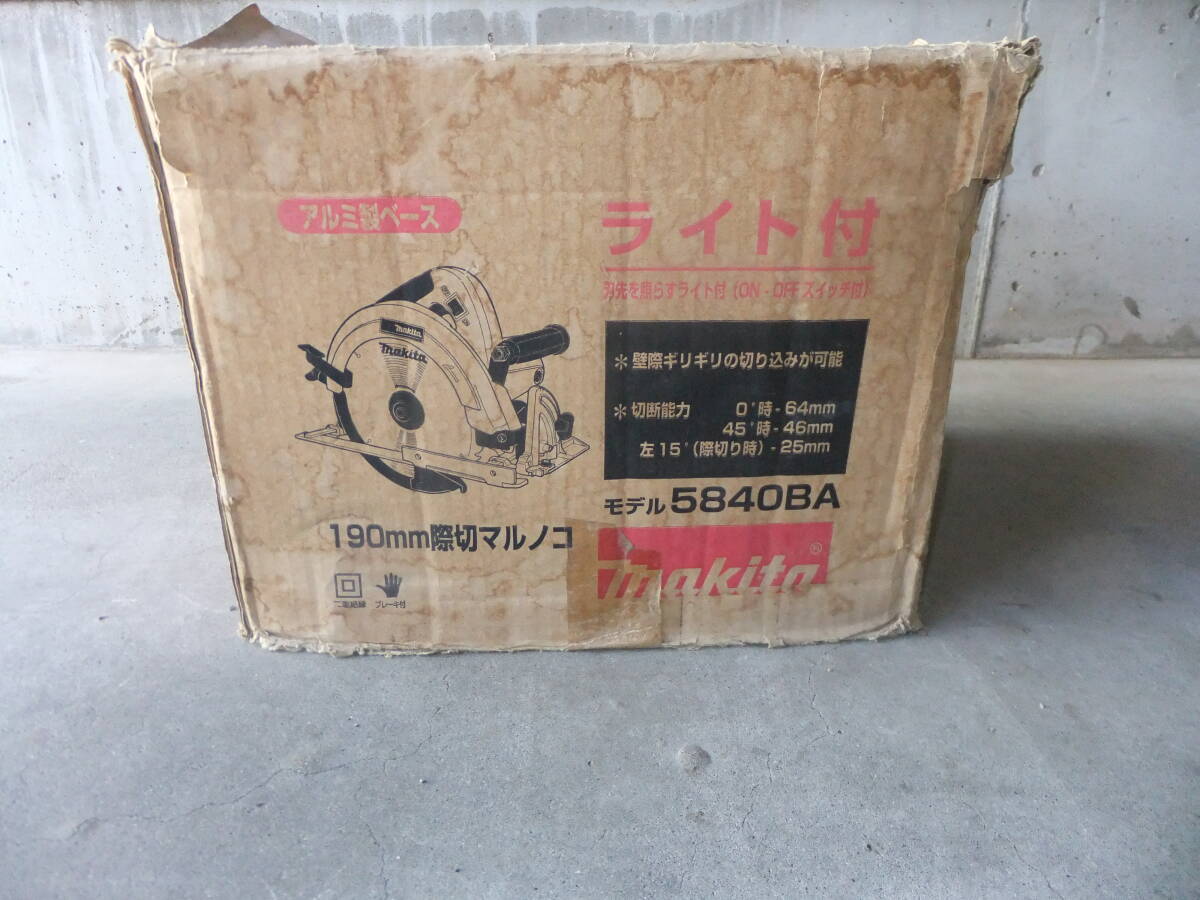 アルミ製ベース
ライト付
刃先を照らすライト付（ON・OFFスイッチ付）
makita
makita
＊壁際ギリギリの切り込みが可能
＊切断能力 0°時-64mm
45°時-46mm
左15°（際切り時）-25mm
モデル5840BA
190mm際切マルノコ
makita®
二重絶縁 ブレーキ付